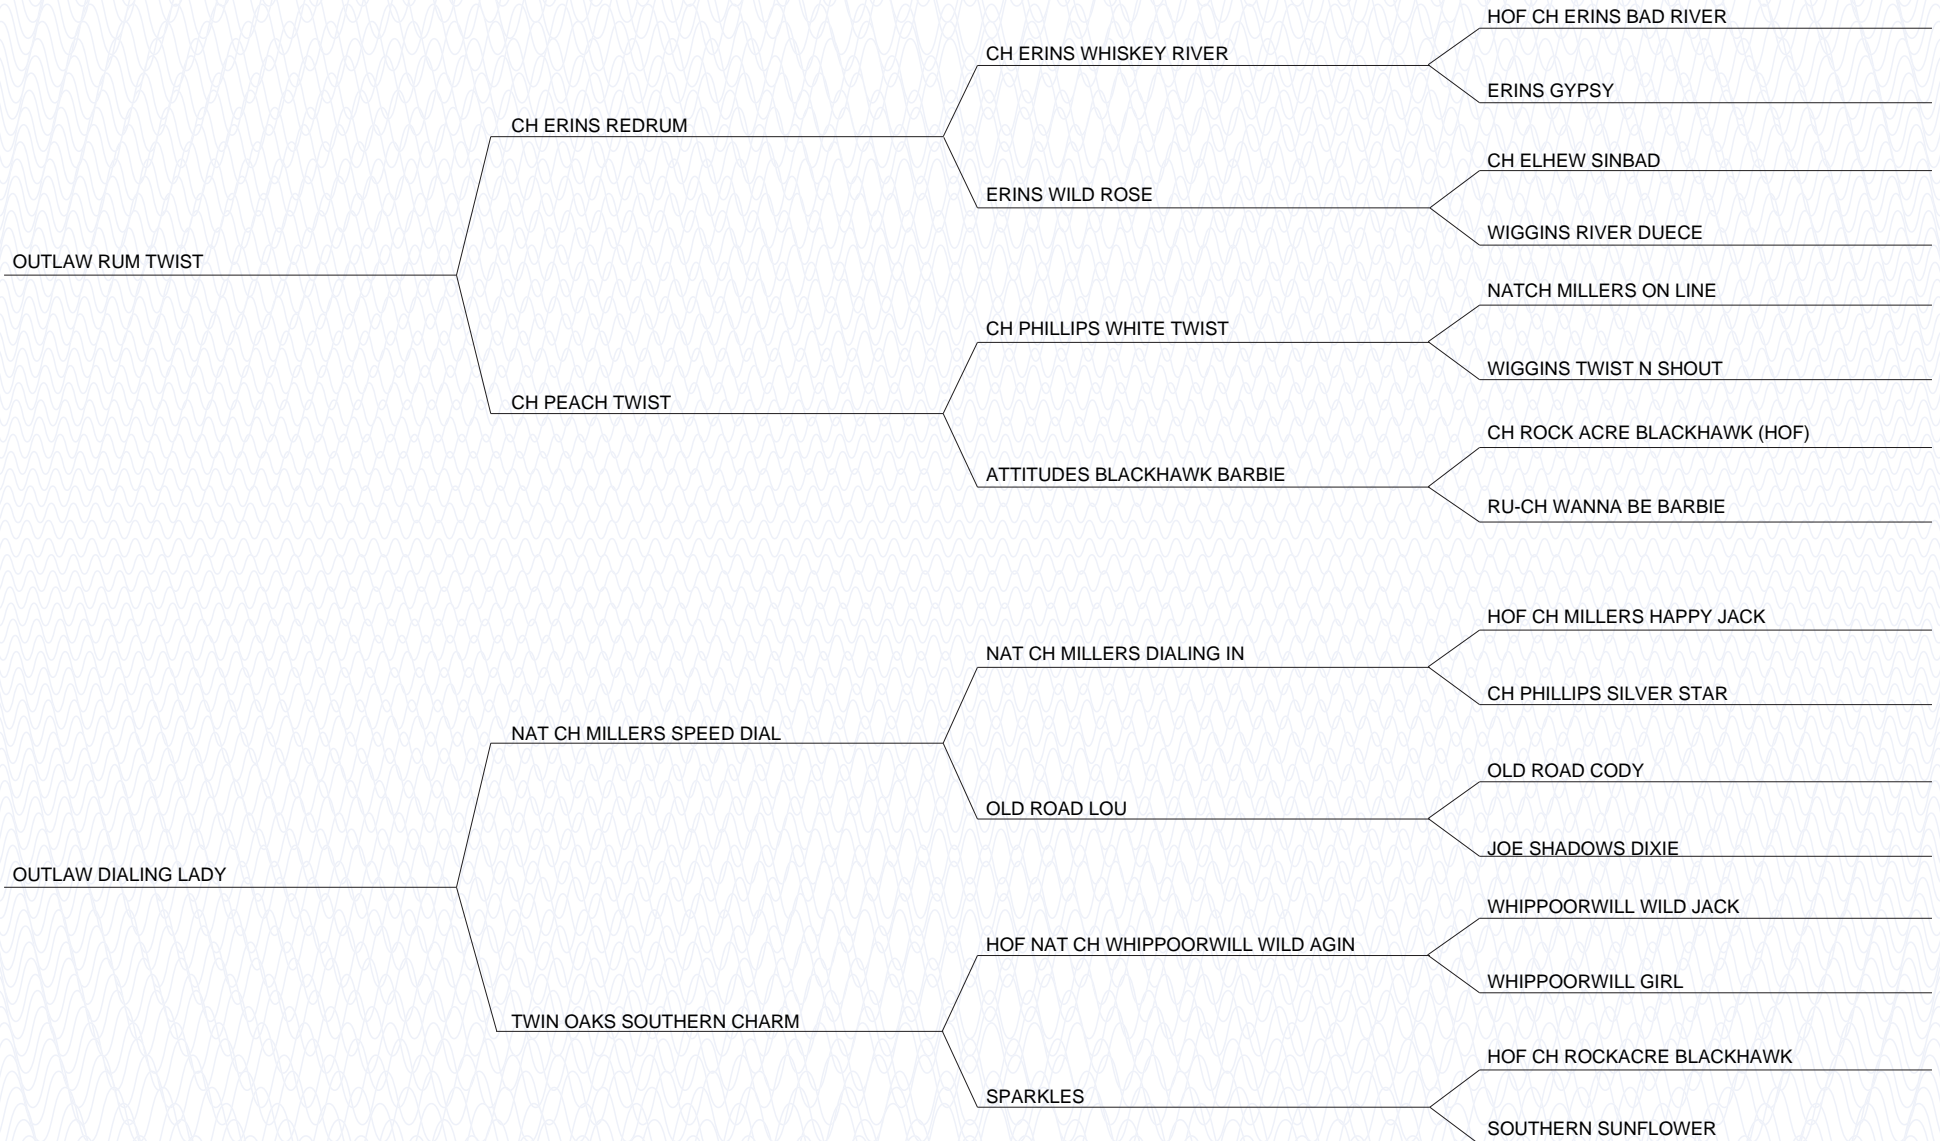 HOF CH ERINS BAD RIVER
CH ERINS WHISKEY RIVER
ERINS GYPSY
CH ERINS REDRUM
CH ELHEW SINBAD
ERINS WILD ROSE
WIGGINS RIVER DUECE
OUTLAW RUM TWIST
NATCH MILLERS ON LINE
CH PHILLIPS WHITE TWIST
WIGGINS TWIST N SHOUT
CH PEACH TWIST
CH ROCK ACRE BLACKHAWK (HOF)
ATTITUDES BLACKHAWK BARBIE
RU-CH WANNA BE BARBIE
HOF CH MILLERS HAPPY JACK
NAT CH MILLERS DIALING IN
CH PHILLIPS SILVER STAR
NAT CH MILLERS SPEED DIAL
OLD ROAD CODY
OLD ROAD LOU
JOE SHADOWS DIXIE
OUTLAW DIALING LADY
WHIPPOORWILL WILD JACK
HOF NAT CH WHIPPOORWILL WILD AGIN
WHIPPOORWILL GIRL
TWIN OAKS SOUTHERN CHARM
HOF CH ROCKACRE BLACKHAWK
SPARKLES
SOUTHERN SUNFLOWER